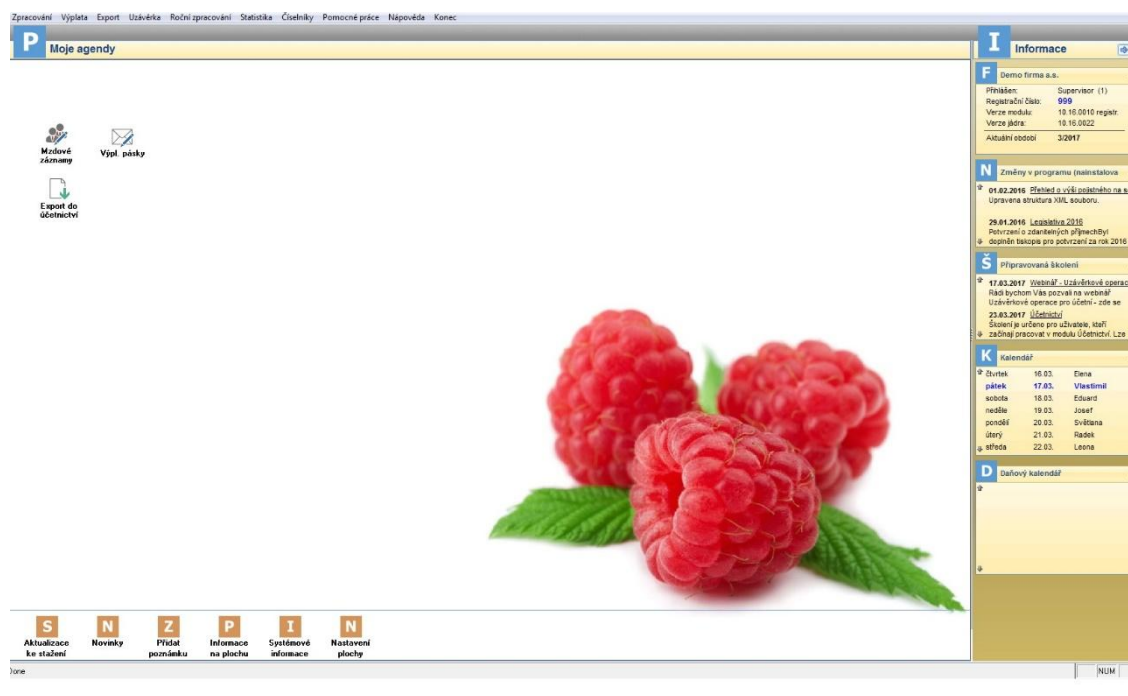 Zpracování Výplata Export Uzávěrka Roční zpracování Statistika Číselníky Pomocné práce Nápověda Konec
P Moje agendy
Mzdové
záznamy
Výpl. pásky
Export do
účetnictví
S
Aktualizace
ke stažení
N
Novinky
Z
Přidat
poznámku
P
Informace
na plochu
I
Systémové
informace
N
Nastavení
plochy
I Informace
F Demo firma a.s.
Přihlášen: Supervisor (1)
Registrační číslo: 999
Verze modulu: 10.16.0010 registr.
Verze jádra: 10.16.0022
Aktuální období 3/2017
N Změny v programu (nainstalova
01.02.2016 Přehled o výši pojistného na s
Upravena struktura XML souboru.
29.01.2016 Legislativa 2016
Potvrzení o zdanitelných příjmechByl
doplněn tiskopis pro potvrzení za rok 2016
Š Připravovaná školení
17.03.2017 Webinář - Uzávěrkové operac
Rádi bychom Vás pozvali na webinář
Uzávěrkové operace pro účetní - zde se
23.03.2017 Účetnictví
Školení je určeno pro uživatele, kteří
začínají pracovat v modulu Účetnictví. Lze
K Kalendář
čtvrtek 16.03. Elena
pátek 17.03. Vlastimil
sobota 18.03. Eduard
neděle 19.03. Josef
pondělí 20.03. Světlana
úterý 21.03. Radek
středa 22.03. Leona
D Daňový kalendář
Done
NUM